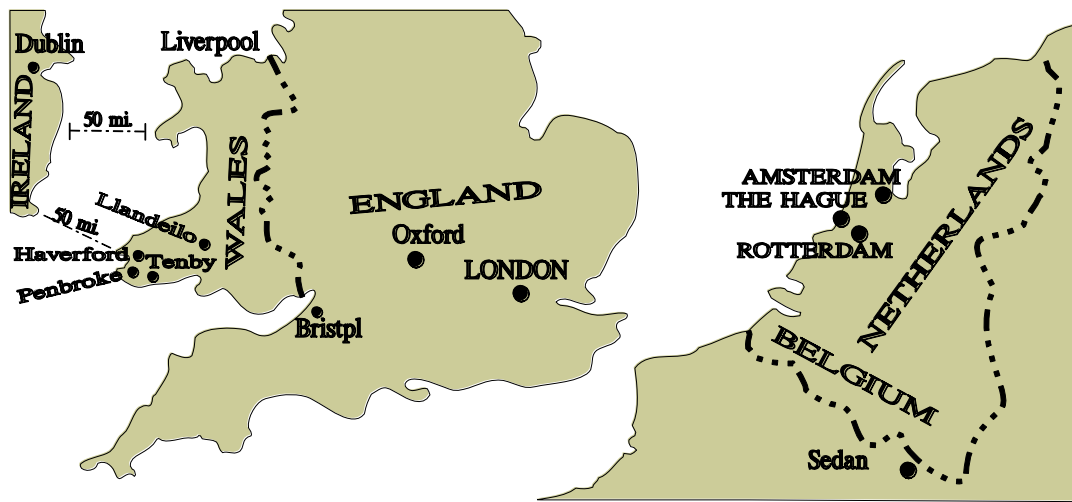 Dublin
Liverpool
IRELAND
50 mi.
WALES
ENGLAND
Oxford
LONDON
50 mi.
Llandeilo
Haverford
Tenby
Penbroke
Bristpl
AMSTERDAM
THE HAGUE
ROTTERDAM
NETHERLANDS
BELGIUM
Sedan